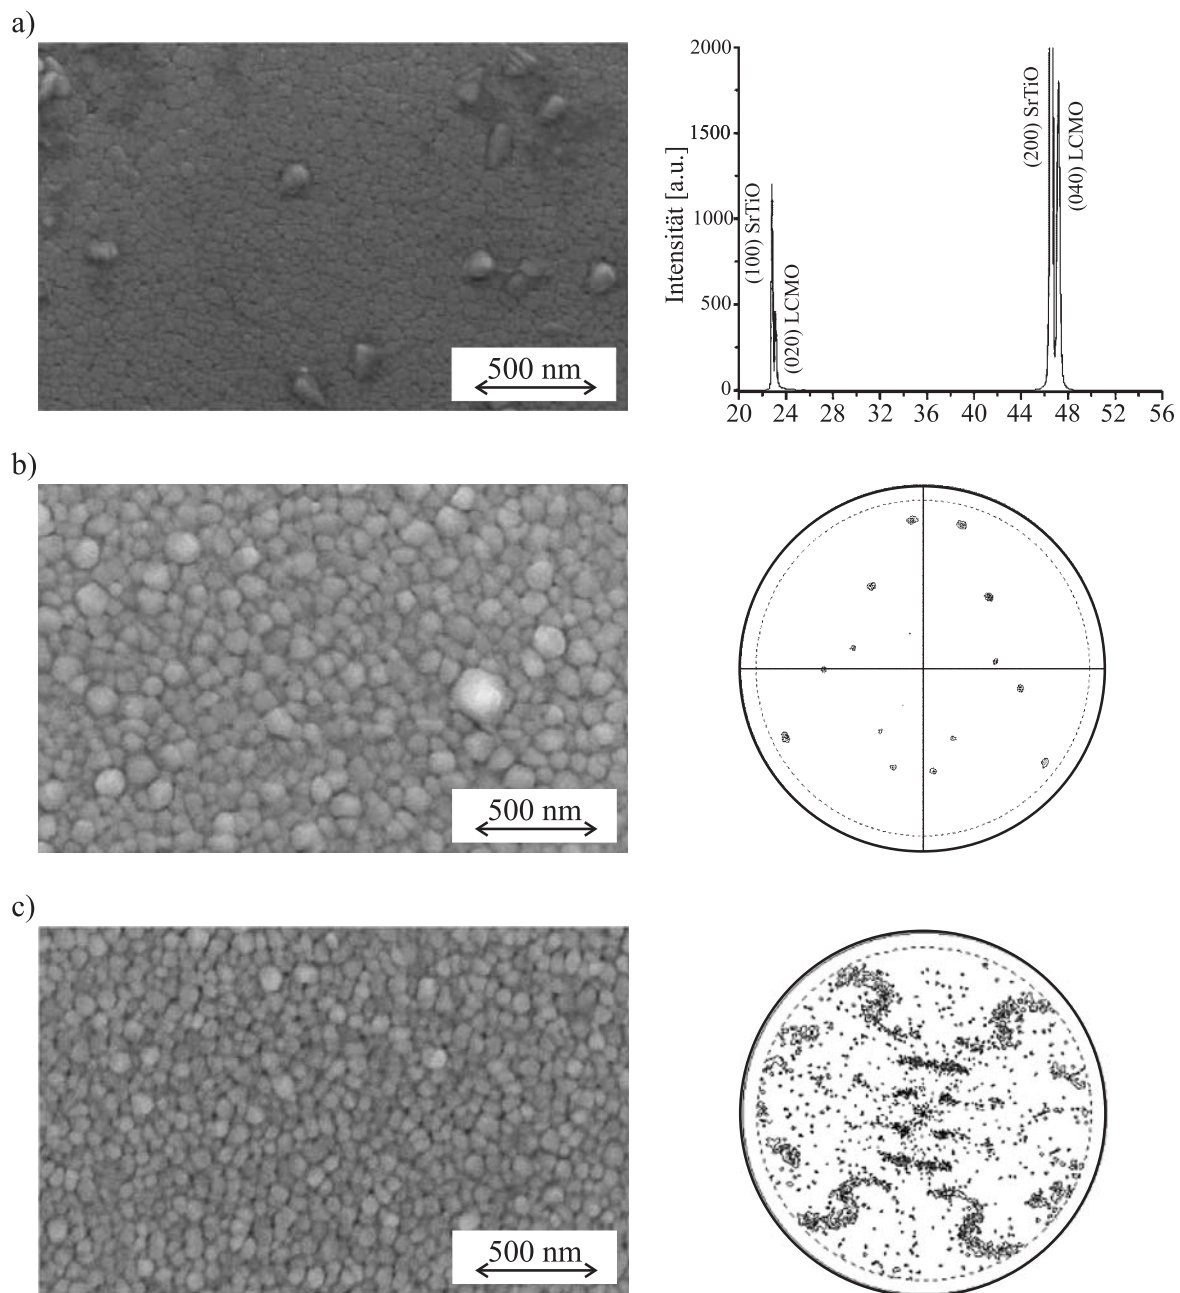 a)
500 nm
Intensität [a.u.]
2000
1500
1000
500
0
(100) SrTiO
(020) LCMO
(200) SrTiO
(040) LCMO
20 24 28 32 36 40 44 48 52 56
b)
500 nm
c)
500 nm